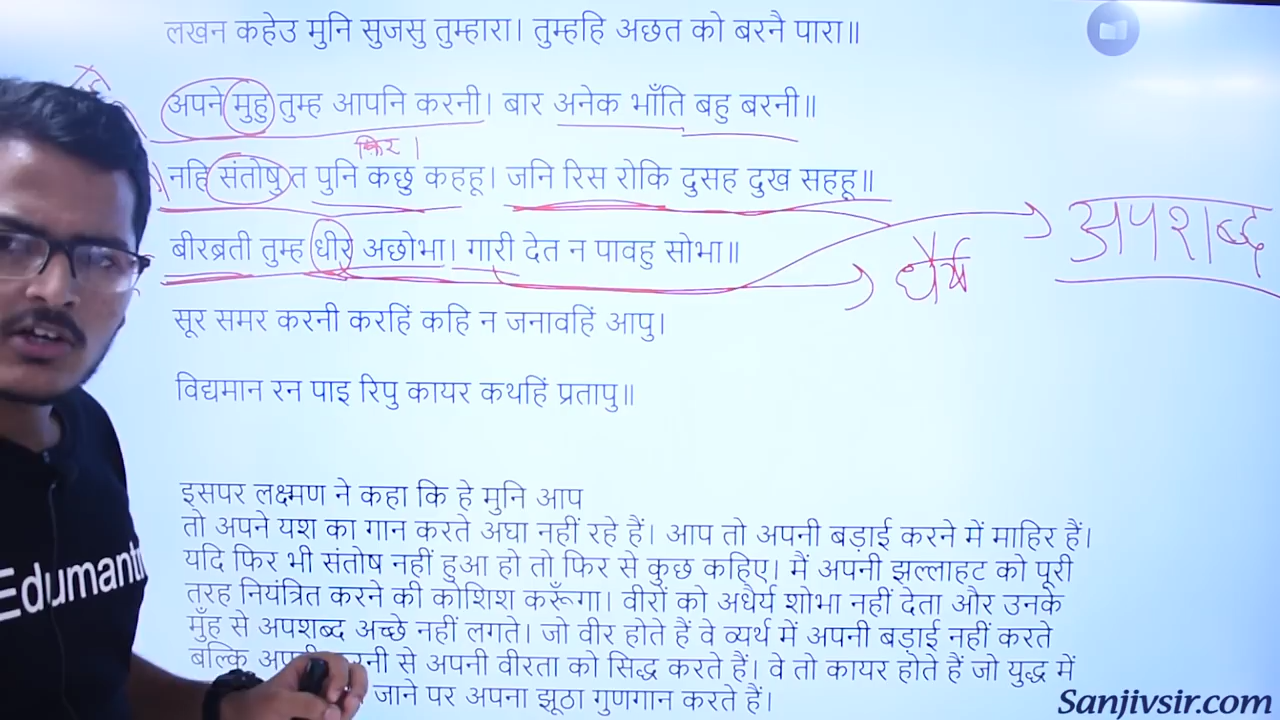 लखन कहेउ मुनि सुजसु तुम्हारा। तुम्हहि अछत को बरनै पारा॥
अपने मुहु तुम्ह आपनि करनी। बार अनेक भाँति बहु बरनी॥
फिर।
नहि संतोषु त पुनि कछु कहहू। जनि रिस रोकि दुसह दुख सहहू॥
अपशब्द
बीरब्रती तुम्ह धीर अछोभा। गारी देत न पावहु सोभा॥
धैर्य
सूर समर करनी करहिं कहि न जनावहिं आपु।
विद्यमान रन पाइ रिपु कायर कथहिं प्रतापु॥
इसपर लक्ष्मण ने कहा कि हे मुनि आप
तो अपने यश का गान करते अघा नहीं रहे हैं। आप तो अपनी बड़ाई करने में माहिर हैं।
यदि फिर भी संतोष नहीं हुआ हो तो फिर से कुछ कहिए। मैं अपनी झल्लाहट को पूरी
तरह नियंत्रित करने की कोशिश करूँगा। वीरों को अधैर्य शोभा नहीं देता और उनके
मुँह से अपशब्द अच्छे नहीं लगते। जो वीर होते हैं वे व्यर्थ में अपनी बड़ाई नहीं करते
बल्कि अपनी करनी से अपनी वीरता को सिद्ध करते हैं। वे तो कायर होते हैं जो युद्ध में
जाने पर अपना झूठा गुणगान करते हैं।
Edumantr
Sanjivsir.com